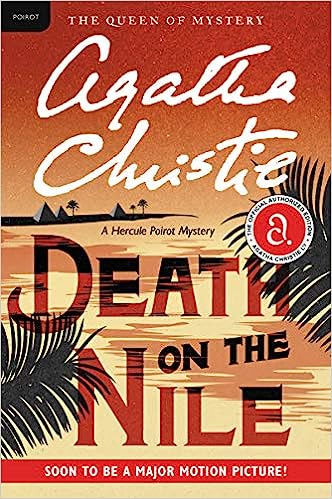 POIROT
THE QUEEN OF MYSTERY
Agatha
Christie
A Hercule Poirot Mystery
THE OFFICIAL AUTHORIZED EDITION
a.
AGATHA CHRISTIE LTD
DEATH
ON THE
NILE
SOON TO BE A MAJOR MOTION PICTURE!